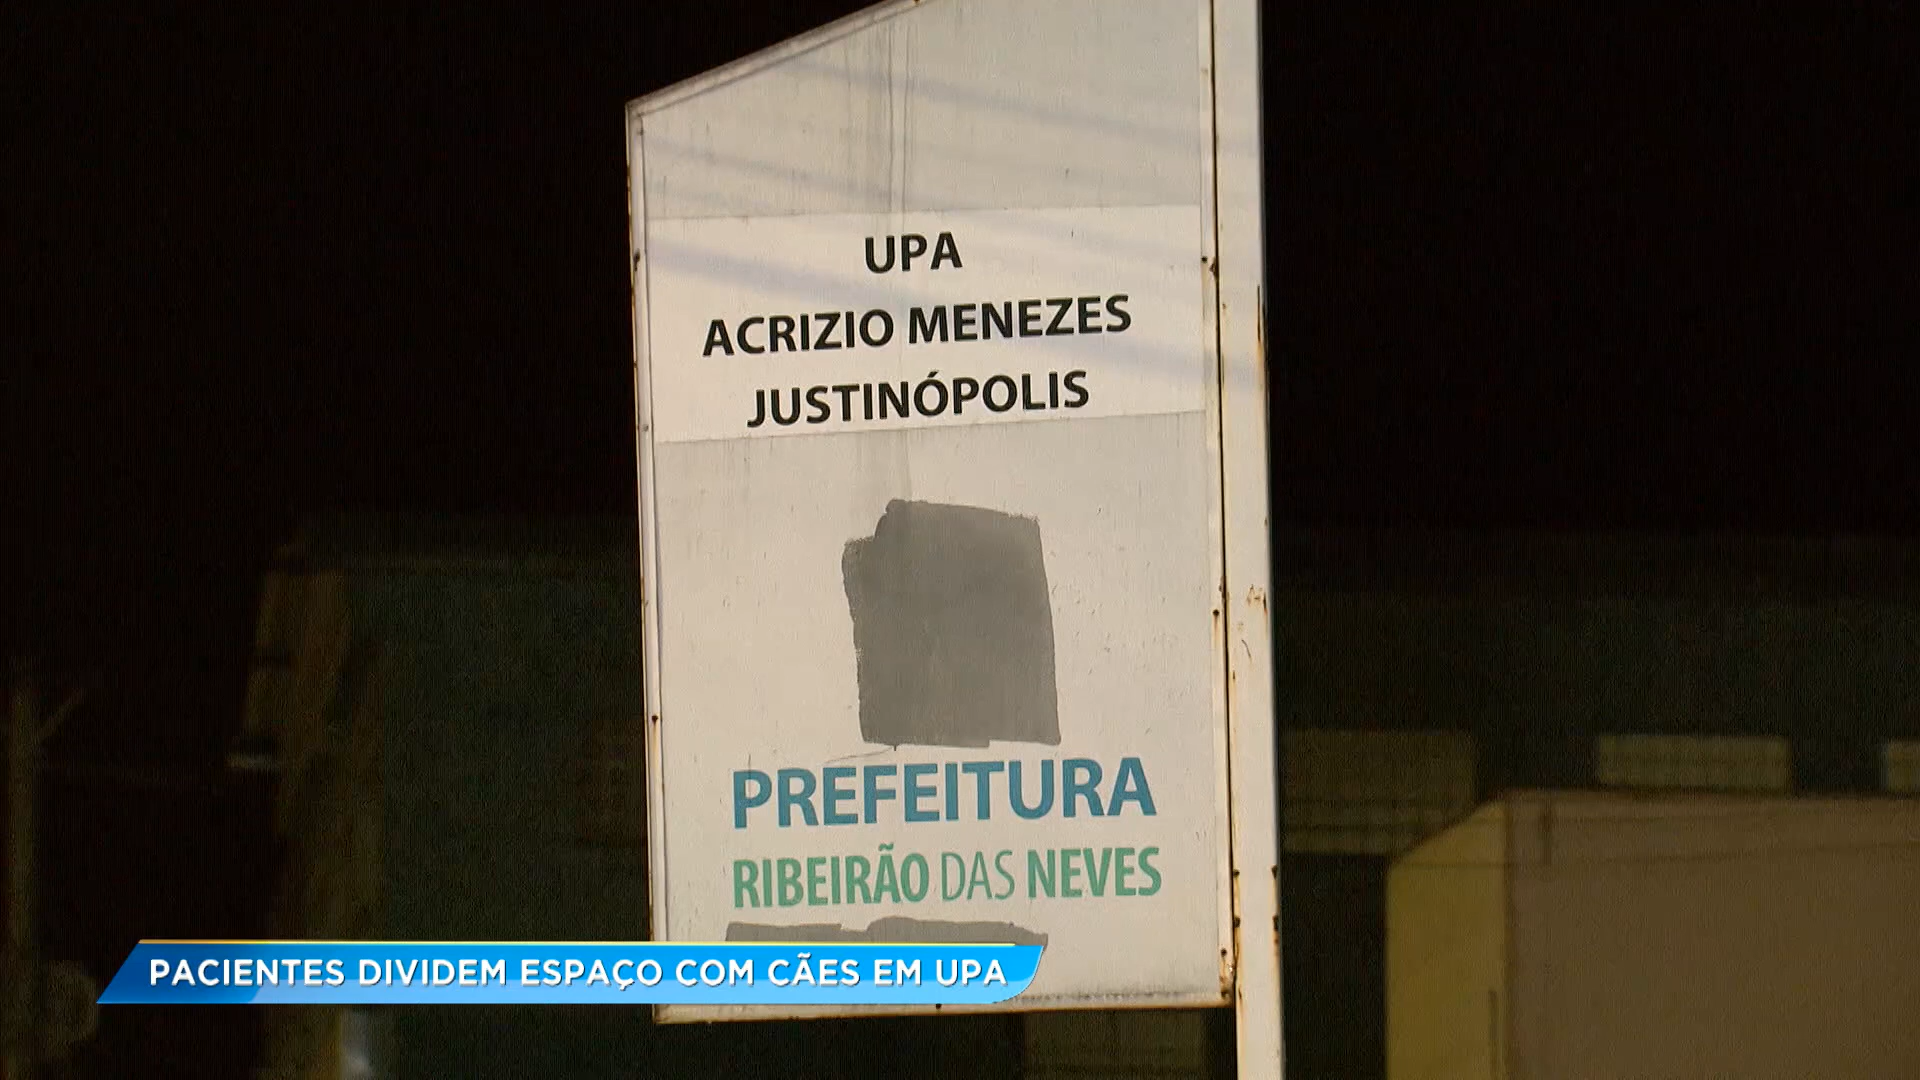 UPA
ACRIZIO MENEZES
JUSTINÓPOLIS
PREFEITURA
RIBEIRÃO DAS NEVES
PACIENTES DIVIDEM ESPAÇO COM CÃES EM UPA